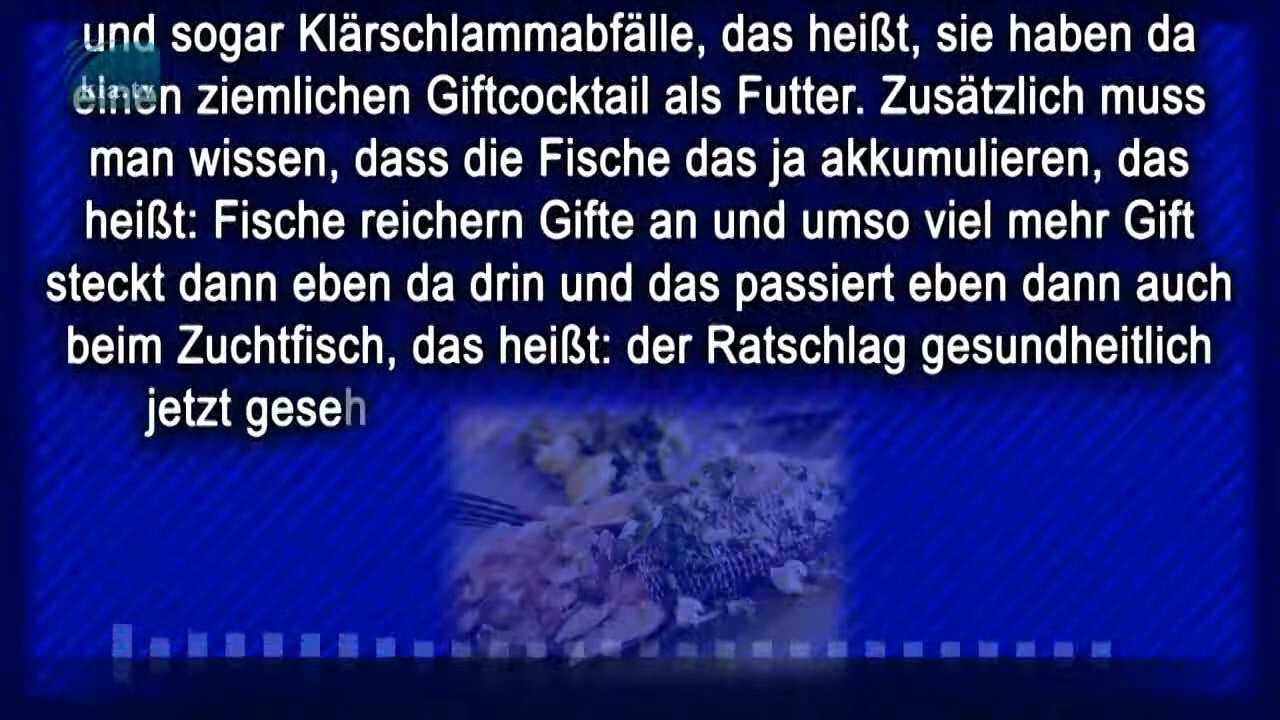 und sogar Klärschlammabfälle, das heißt, sie haben da
kla.tv
einen ziemlichen Giftcocktail als Futter. Zusätzlich muss
man wissen, dass die Fische das ja akkumulieren, das
heißt: Fische reichern Gifte an und umso viel mehr Gift
steckt dann eben da drin und das passiert eben dann auch
beim Zuchtfisch, das heißt: der Ratschlag gesundheitlich
jetzt geseh